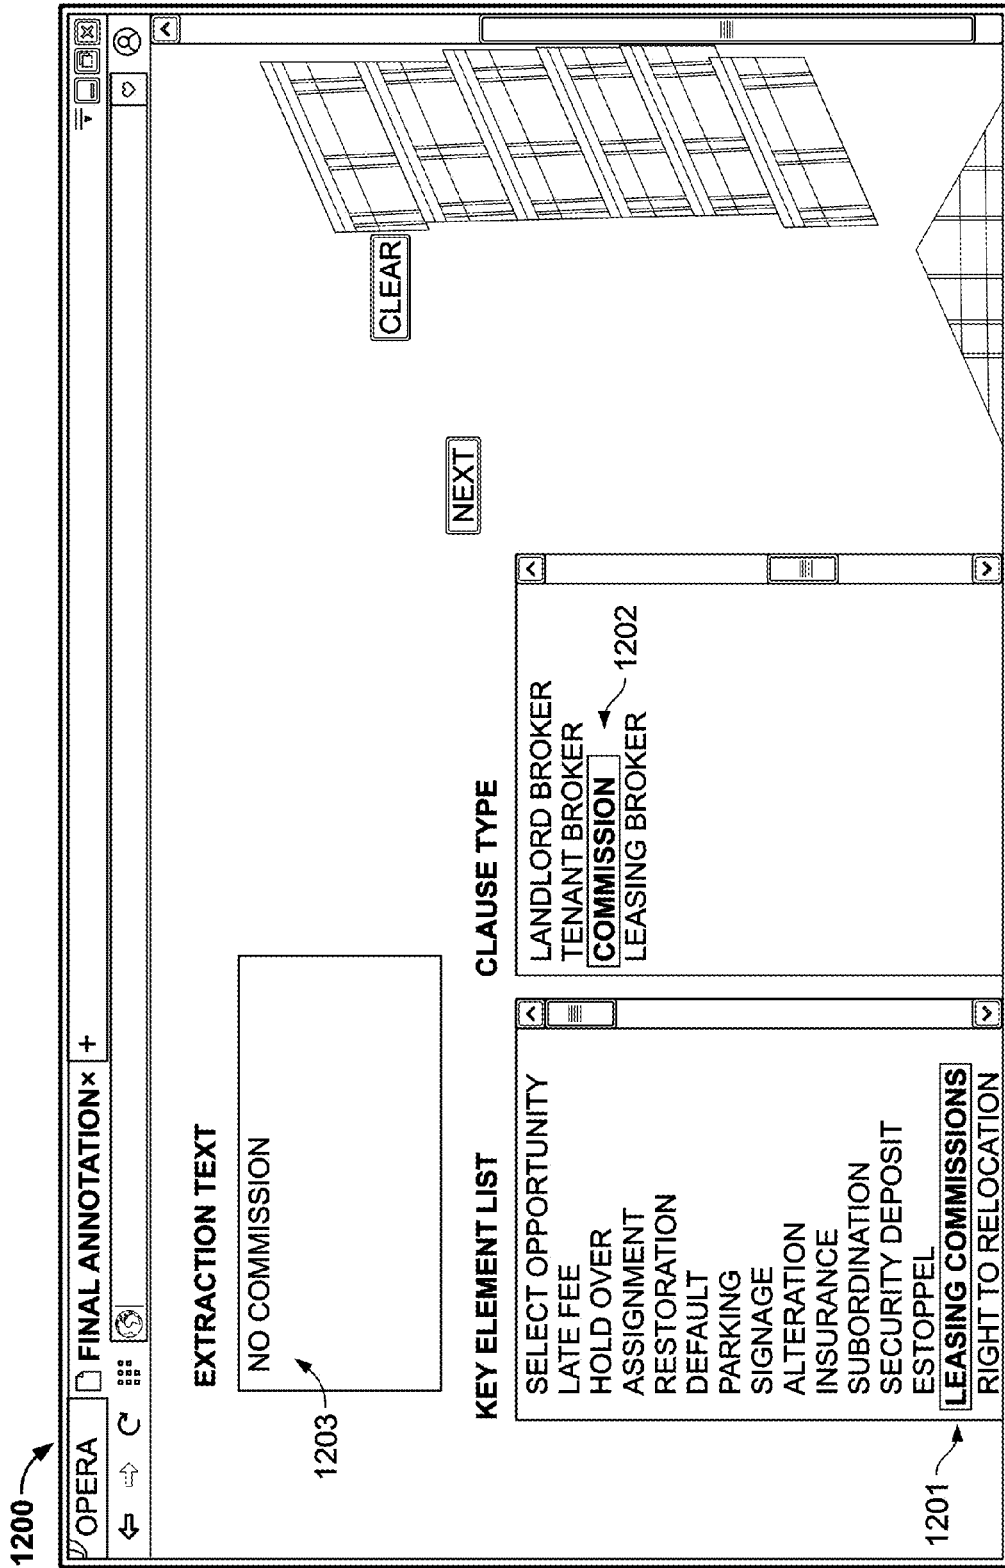 1200
OPERA
FINAL ANNOTATION× +
EXTRACTION TEXT
NO COMMISSION
1203
CLEAR
NEXT
KEY ELEMENT LIST
SELECT OPPORTUNITY
LATE FEE
HOLD OVER
ASSIGNMENT
RESTORATION
DEFAULT
PARKING
SIGNAGE
ALTERATION
INSURANCE
SUBORDINATION
SECURITY DEPOSIT
ESTOPPEL
LEASING COMMISSIONS
RIGHT TO RELOCATION
1201
CLAUSE TYPE
LANDLORD BROKER
TENANT BROKER
COMMISSION
LEASING BROKER
1202